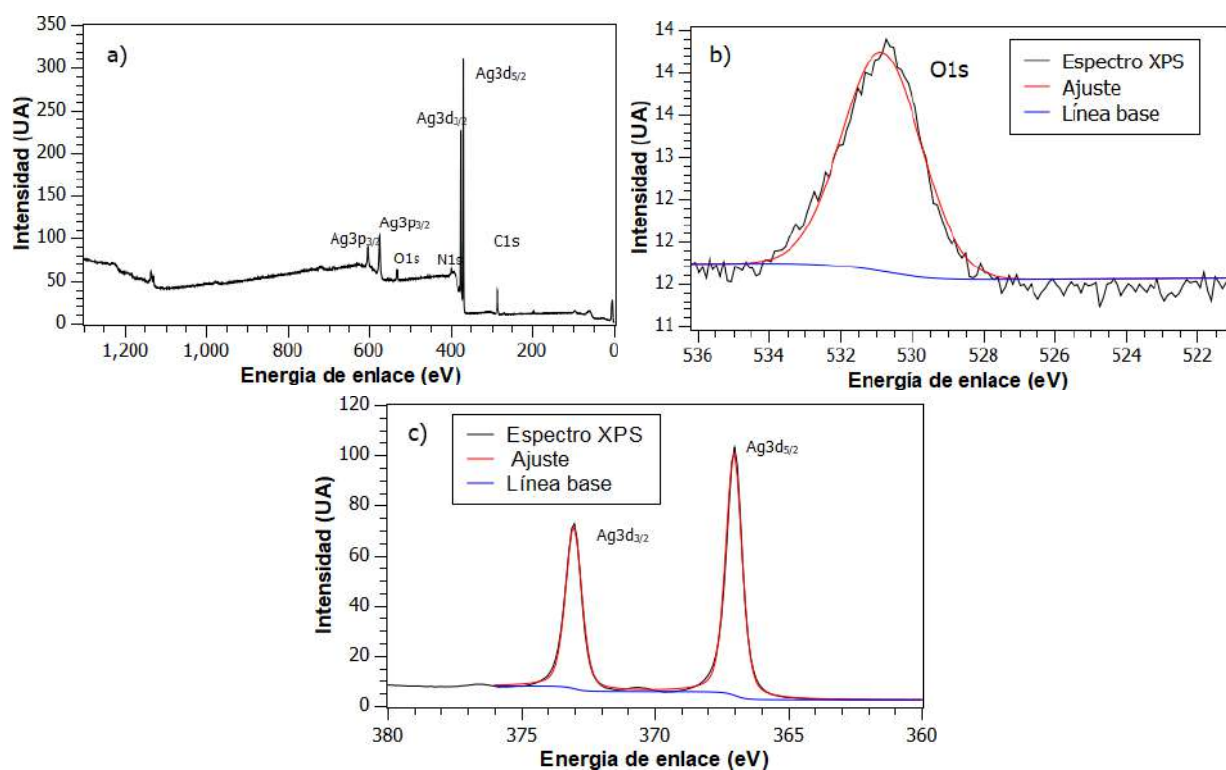 a)
Intensidad (UA)
350
300
250
200
150
100
50
0
Ag3d5/2
Ag3d3/2
Ag3p3/2
Ag3p3/2
O1s
N1s
C1s
1,200
1,000
800
600
400
200
0
Energia de enlace (eV)
b)
Intensidad (UA)
14
14
14
13
12
12
12
11
O1s
Espectro XPS
Ajuste
Línea base
536
534
532
530
528
526
524
522
Energía de enlace (eV)
c)
Intensidad (UA)
120
100
80
60
40
20
0
Espectro XPS
Ajuste
Línea base
Ag3d5/2
Ag3d3/2
380
375
370
365
360
Energia de enlace (eV)